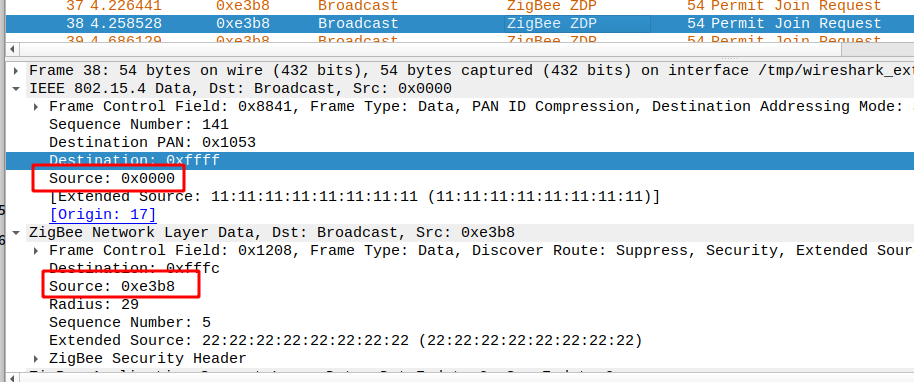 37 4.226441 0xe3b8 Broadcast ZigBee ZDP 54 Permit Join Request
38 4.258528 0xe3b8 Broadcast ZigBee ZDP 54 Permit Join Request
39 4.686129 0xe3b8 Broadcast ZigBee ZDP 54 Permit Join Request
Frame 38: 54 bytes on wire (432 bits), 54 bytes captured (432 bits) on interface /tmp/wireshark_ext
IEEE 802.15.4 Data, Dst: Broadcast, Src: 0x0000
Frame Control Field: 0x8841, Frame Type: Data, PAN ID Compression, Destination Addressing Mode:
Sequence Number: 141
Destination PAN: 0x1053
Destination: 0xffff
Source: 0x0000
[Extended Source: 11:11:11:11:11:11:11:11 (11:11:11:11:11:11:11:11)]
[Origin: 17]
ZigBee Network Layer Data, Dst: Broadcast, Src: 0xe3b8
Frame Control Field: 0x1208, Frame Type: Data, Discover Route: Suppress, Security, Extended Sour
Destination: 0xfffc
Source: 0xe3b8
Radius: 29
Sequence Number: 5
Extended Source: 22:22:22:22:22:22:22:22 (22:22:22:22:22:22:22:22)
ZigBee Security Header